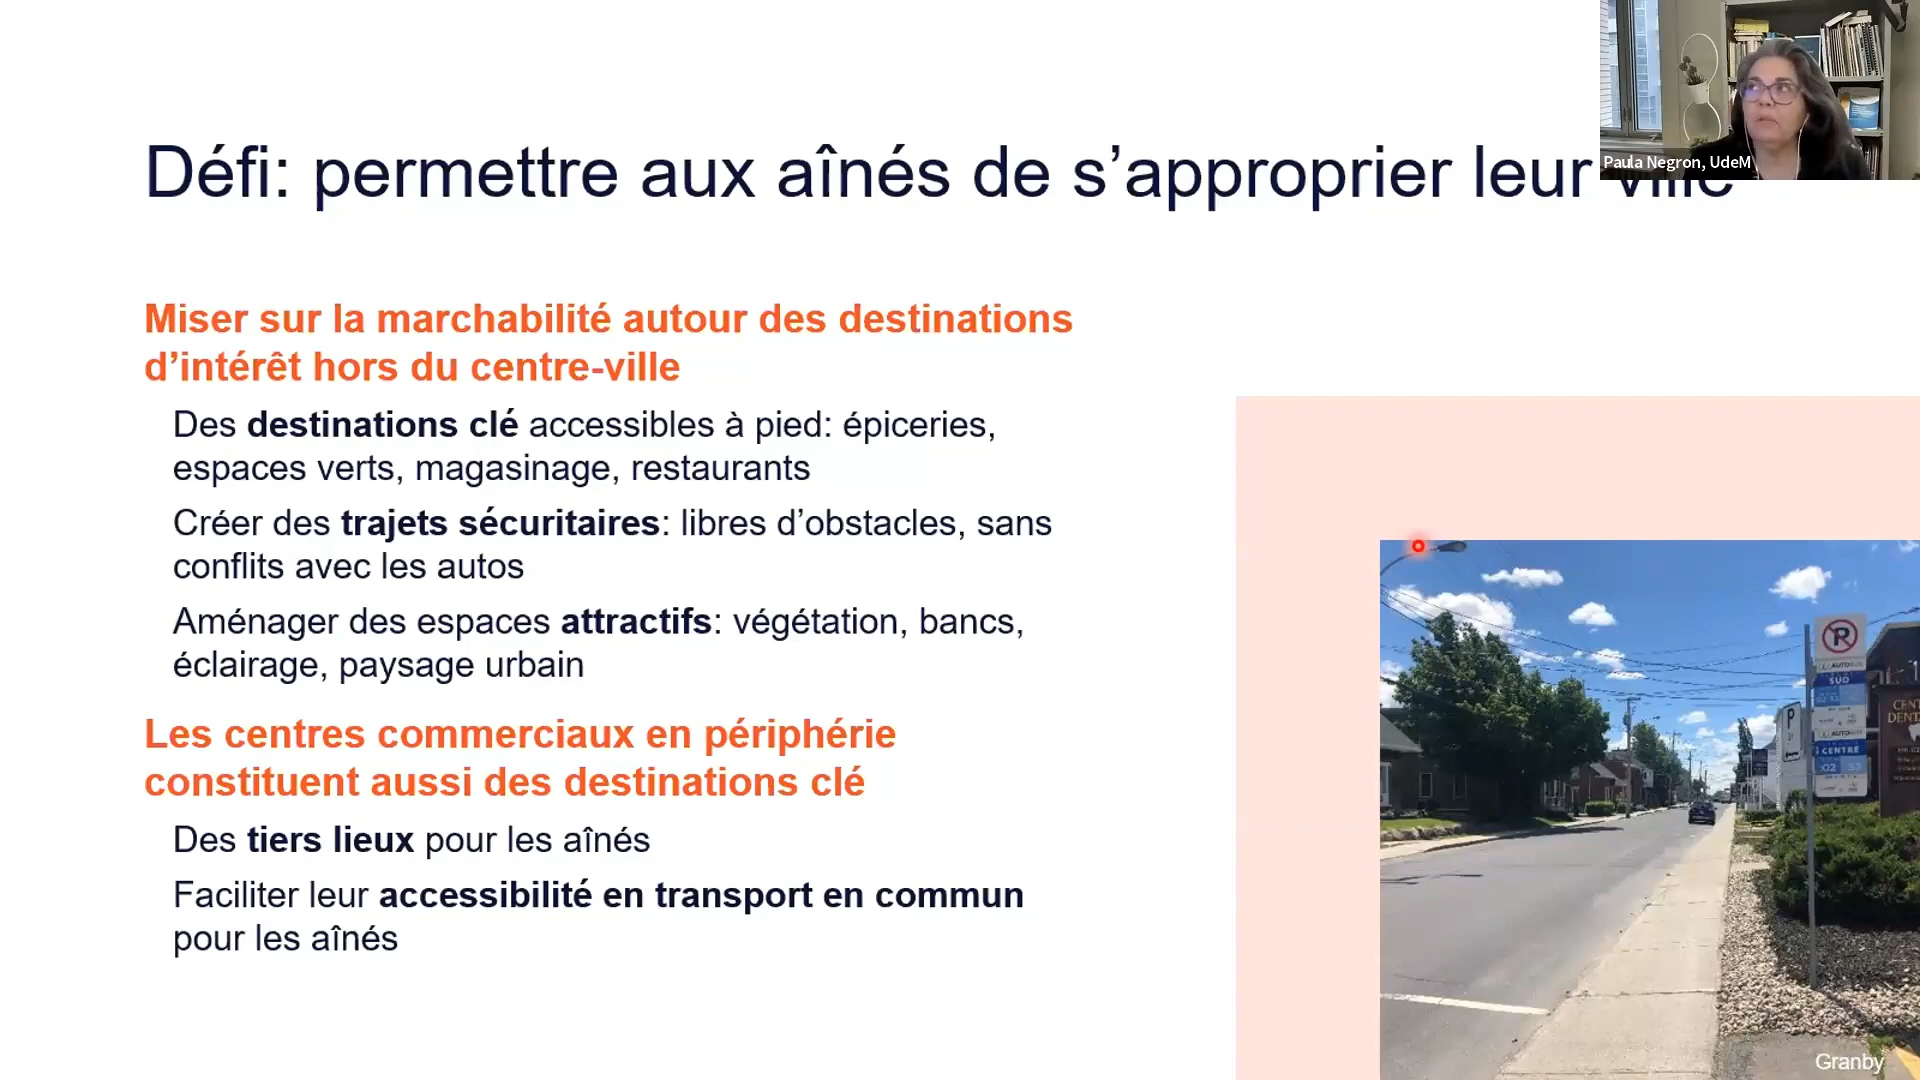 Paula Negron, UdeM
Défi: permettre aux aînés de s’approprier leur ville
Miser sur la marchabilité autour des destinations
d’intérêt hors du centre-ville
Des destinations clé accessibles à pied: épiceries,
espaces verts, magasinage, restaurants
Créer des trajets sécuritaires: libres d’obstacles, sans
conflits avec les autos
Aménager des espaces attractifs: végétation, bancs,
éclairage, paysage urbain
Les centres commerciaux en périphérie
constituent aussi des destinations clé
Des tiers lieux pour les aînés
Faciliter leur accessibilité en transport en commun
pour les aînés
P
SUD
P
CENTRE
02
Granby